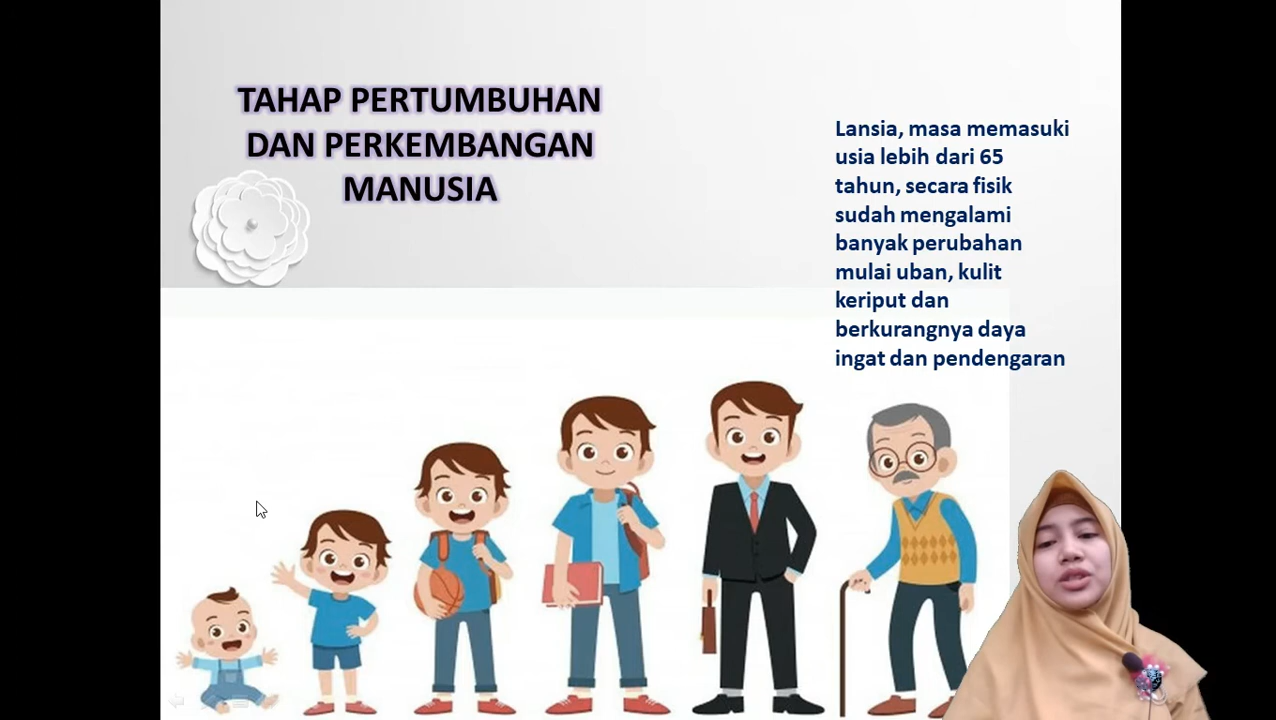 TAHAP PERTUMBUHAN
DAN PERKEMBANGAN
MANUSIA
Lansia, masa memasuki
usia lebih dari 65
tahun, secara fisik
sudah mengalami
banyak perubahan
mulai uban, kulit
keriput dan
berkurangnya daya
ingat dan pendengaran